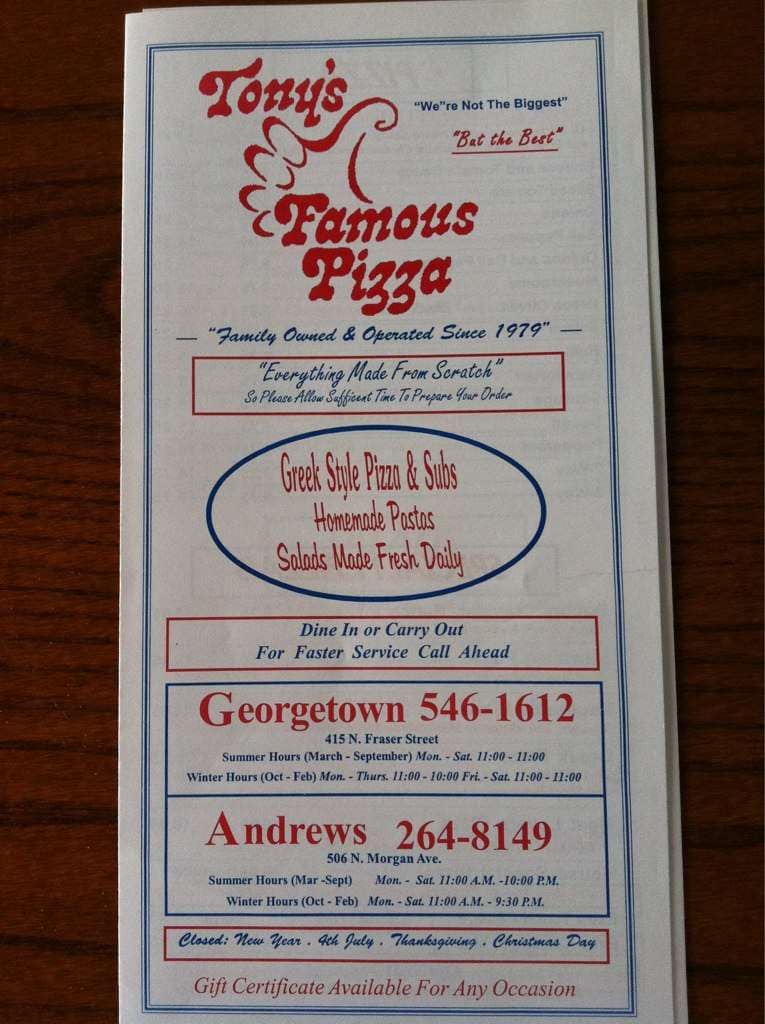 Tony's
"We"re Not The Biggest"
"But the Best"
Famous
Pizza
— "Family Owned & Operated Since 1979" —
"Everything Made From Scratch"
So Please Allow Sufficent Time To Prepare Your Order
Greek Style Pizza & Subs
Homemade Pastas
Salads Made Fresh Daily
Dine In or Carry Out
For Faster Service Call Ahead
Georgetown 546-1612
415 N. Fraser Street
Summer Hours (March - September) Mon. - Sat. 11:00 - 11:00
Winter Hours (Oct - Feb) Mon. - Thurs. 11:00 - 10:00 Fri. - Sat. 11:00 - 11:00
Andrews 264-8149
506 N. Morgan Ave.
Summer Hours (Mar -Sept) Mon. - Sat. 11:00 A.M. -10:00 P.M.
Winter Hours (Oct - Feb) Mon. - Sat. 11:00 A.M. - 9:30 P.M.
Closed: New Year . 4th July . Thanksgiving . Christmas Day
Gift Certificate Available For Any Occasion